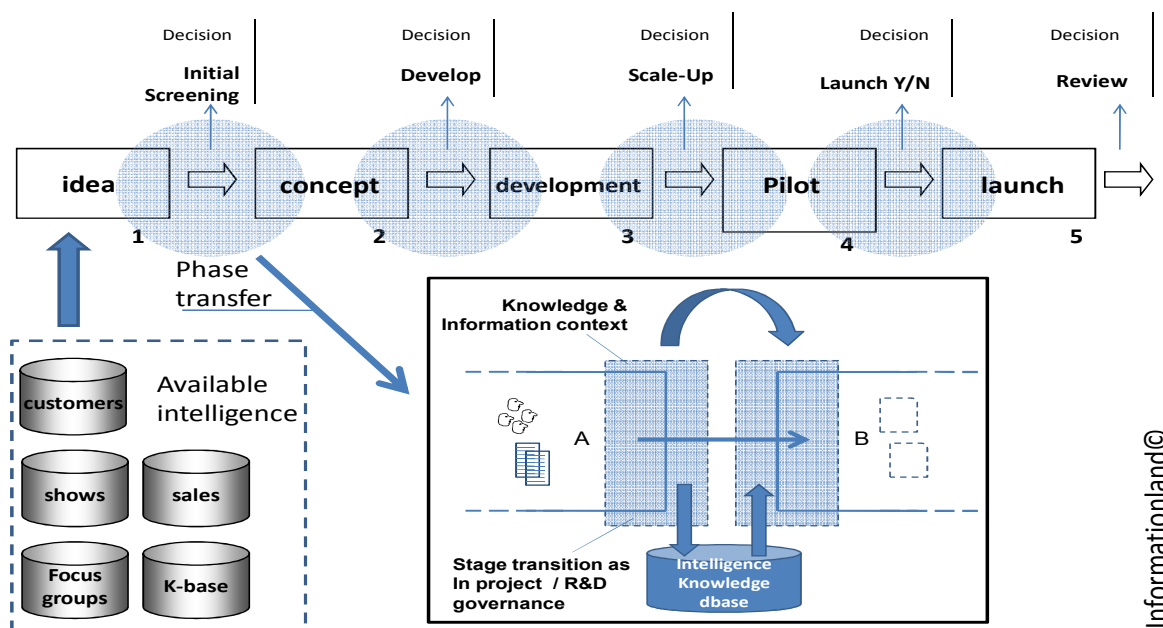 Decision
Initial
Screening
Decision
Develop
Decision
Scale-Up
Decision
Launch Y/N
Decision
Review
idea
concept
development
Pilot
launch
1
2
3
4
5
Phase
transfer
Available
intelligence
customers
shows
sales
Focus
groups
K-base
Knowledge &
Information context
A
B
Stage transition as
In project / R&D
governance
Intelligence
Knowledge
dbase
Informationland©